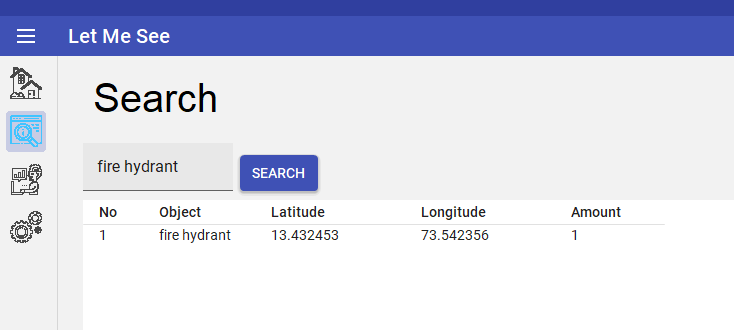 Let Me See
Search
fire hydrant
SEARCH
No Object Latitude Longitude Amount
1 fire hydrant 13.432453 73.542356 1